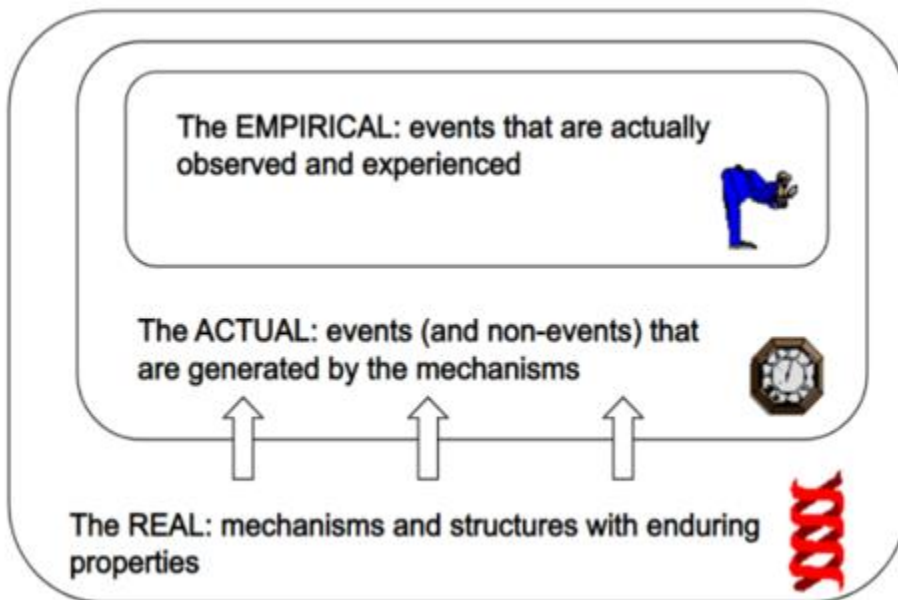 The EMPIRICAL: events that are actually
observed and experienced
The ACTUAL: events (and non-events) that
are generated by the mechanisms
The REAL: mechanisms and structures with enduring
properties